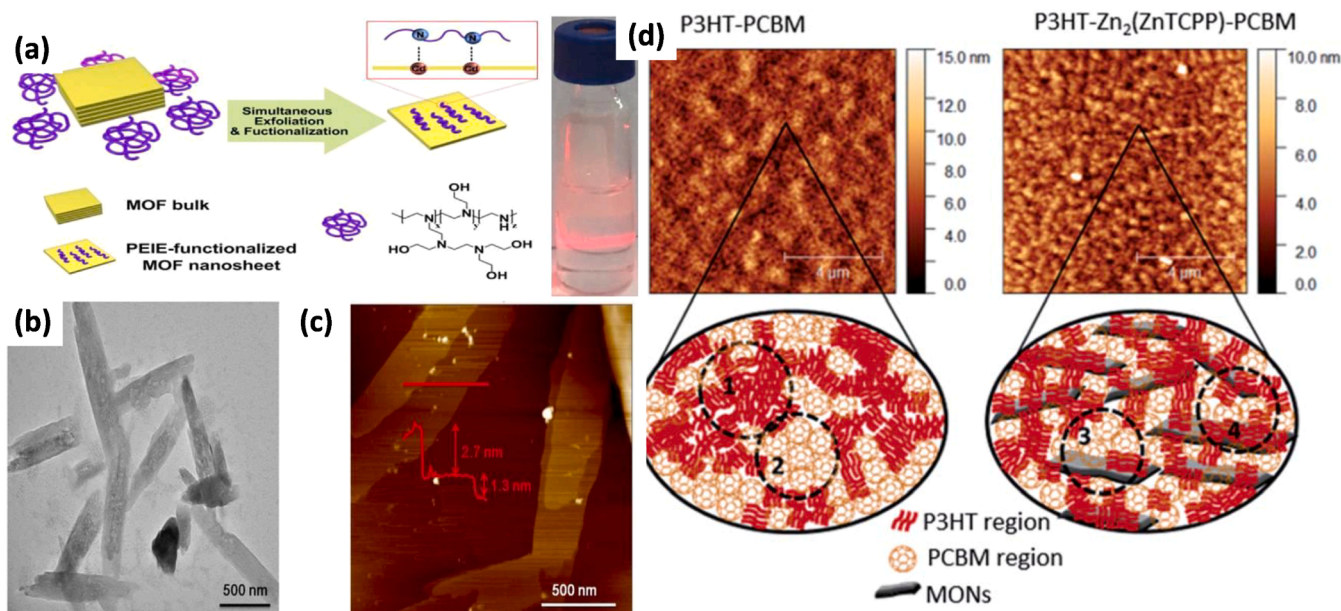 (a)
N
N
Cd
Cd
Simultaneous
Exfoliation
& Fuctionalization
MOF bulk
PEIE-functionalized
MOF nanosheet
OH
N
N
N
H
x
y
z
HO
N
N
OH
HO
OH
(b)
500 nm
(c)
2.7 nm
1.3 nm
500 nm
(d)
P3HT-PCBM
15.0 nm
12.0
10.0
8.0
6.0
4.0
0.0
4 μm
P3HT-Zn₂(ZnTCPP)-PCBM
10.0 nm
8.0
6.0
4.0
2.0
0.0
4 μm
1
2
3
4
P3HT region
PCBM region
MONs